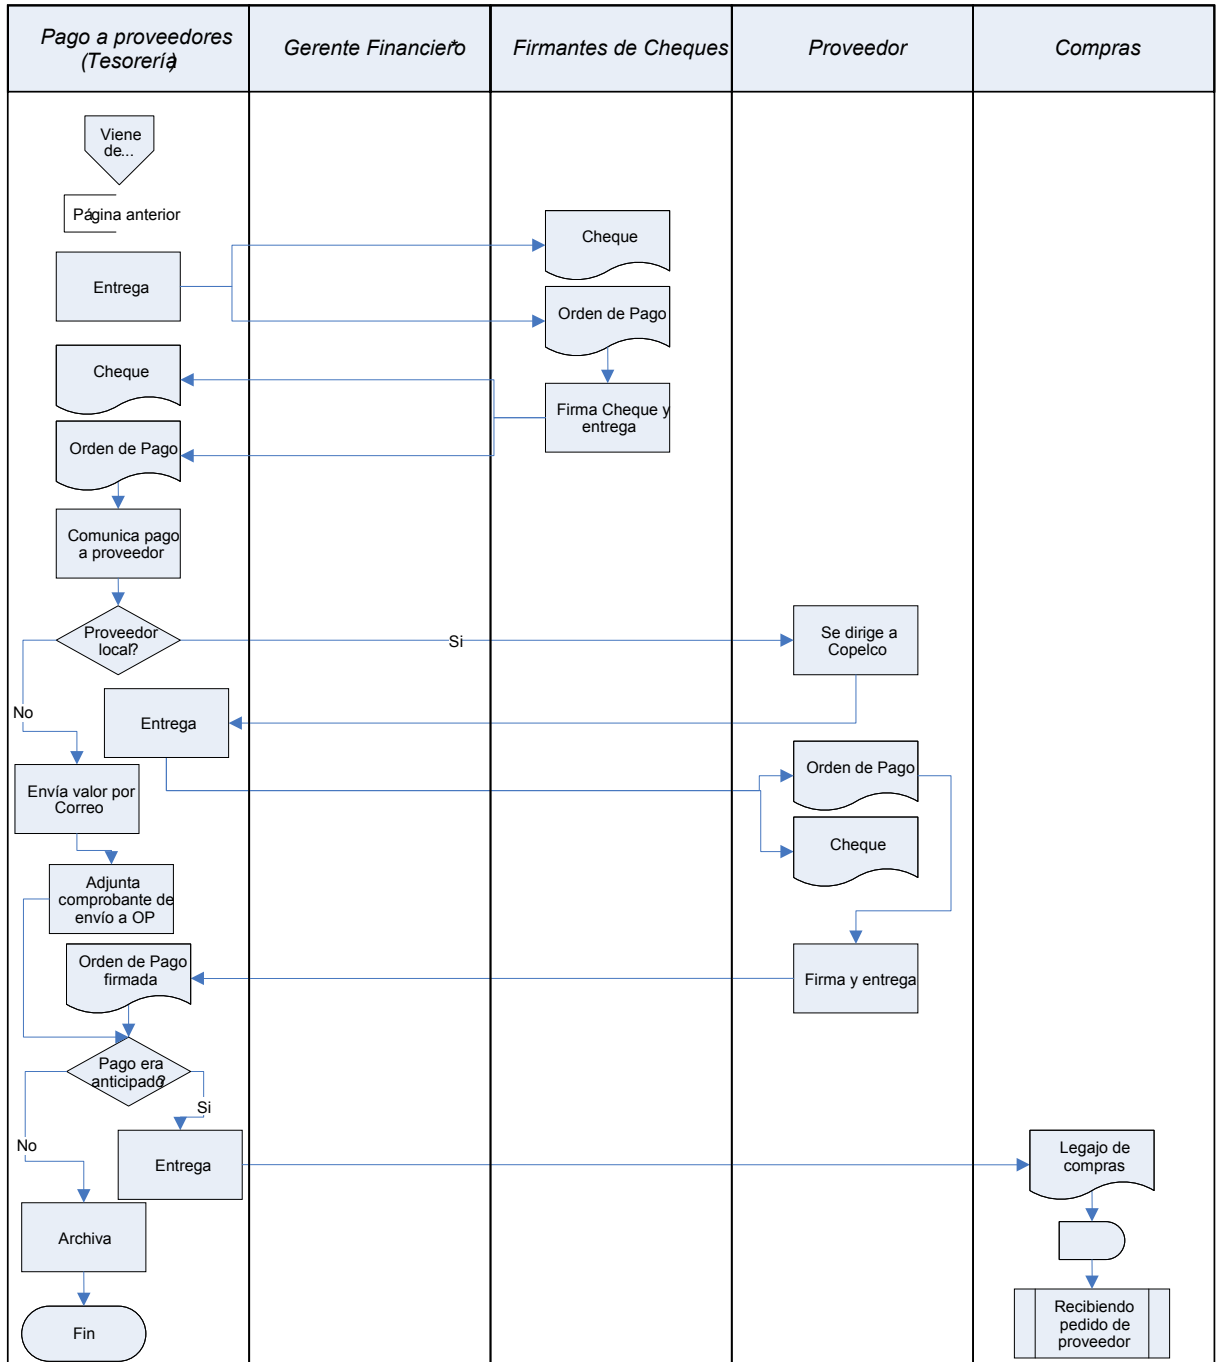 Pago a proveedores
(Tesorería)
Gerente Financiero*
Firmantes de Cheques
Proveedor
Compras
Viene
de...
Página anterior
Cheque
Entrega
Orden de Pago
Cheque
Firma Cheque y
entrega
Orden de Pago
Comunica pago
a proveedor
Proveedor
local?
Si
Se dirige a
Copelco
No
Entrega
Orden de Pago
Envía valor por
Correo
Cheque
Adjunta
comprobante de
envío a OP
Orden de Pago
firmada
Firma y entrega
Pago era
anticipado?
Si
No
Entrega
Legajo de
compras
Archiva
Recibiendo
pedido de
proveedor
Fin